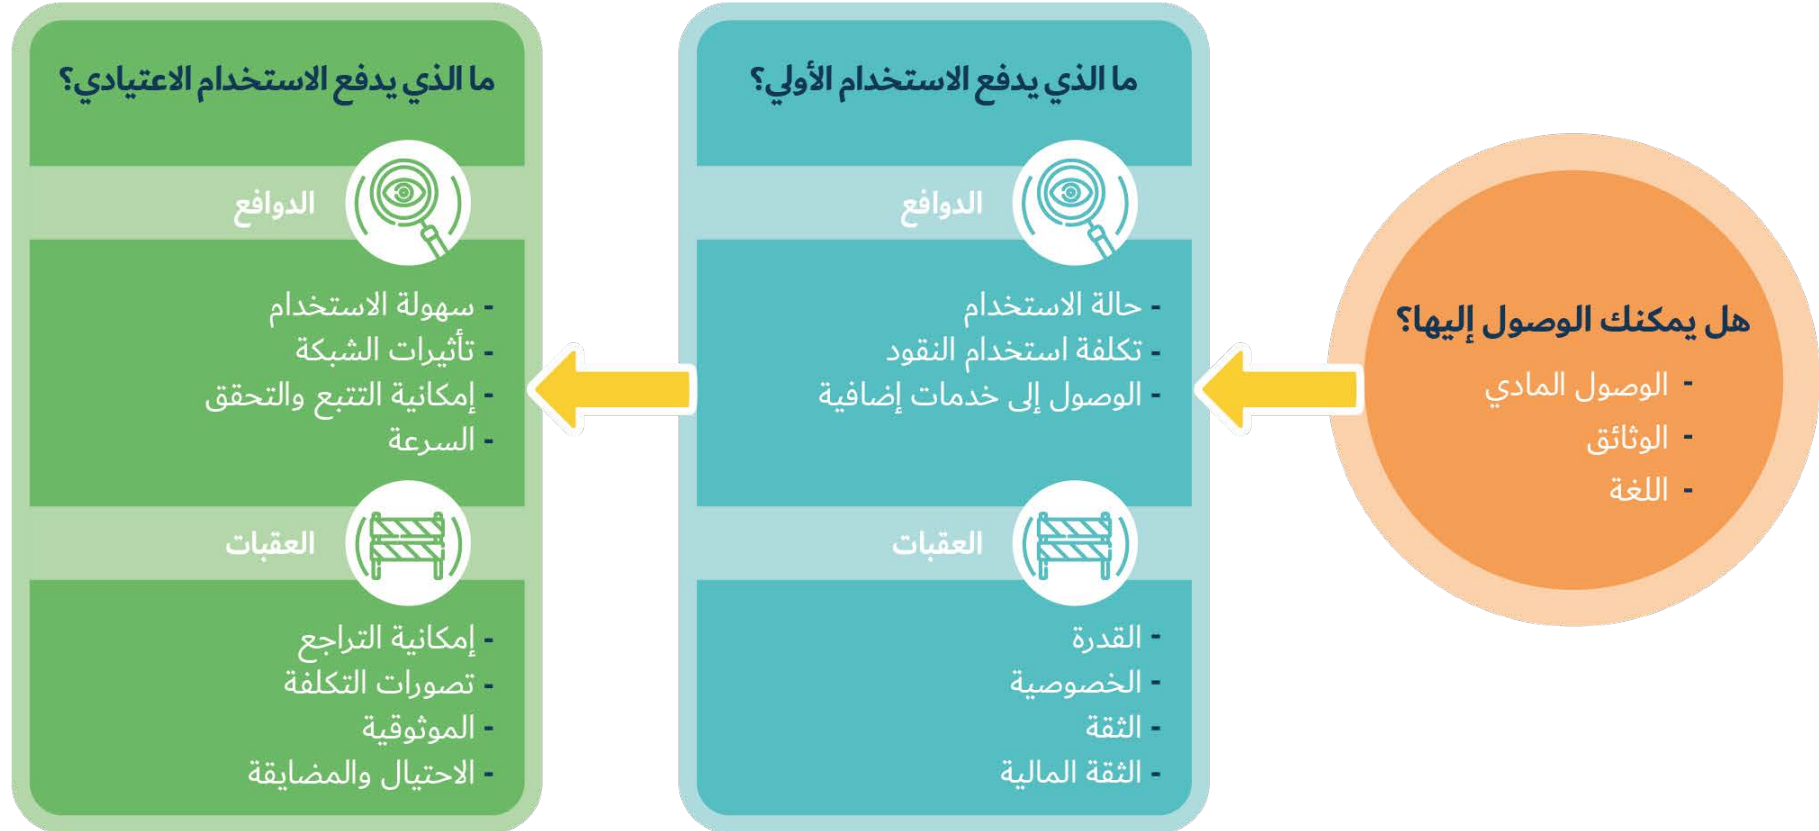 هل يمكنك الوصول إليها؟
- الوصول المادي
- الوثائق
- اللغة
ما الذي يدفع الاستخدام الأولي؟
الدوافع
- حالة الاستخدام
- تكلفة استخدام النقود
- الوصول إلى خدمات إضافية
العقبات
- القدرة
- الخصوصية
- الثقة
- الثقة المالية
ما الذي يدفع الاستخدام الاعتيادي؟
الدوافع
- سهولة الاستخدام
- تأثيرات الشبكة
- إمكانية التتبع والتحقق
- السرعة
العقبات
- إمكانية التراجع
- تصورات التكلفة
- الموثوقية
- الاحتيال والمضايقة